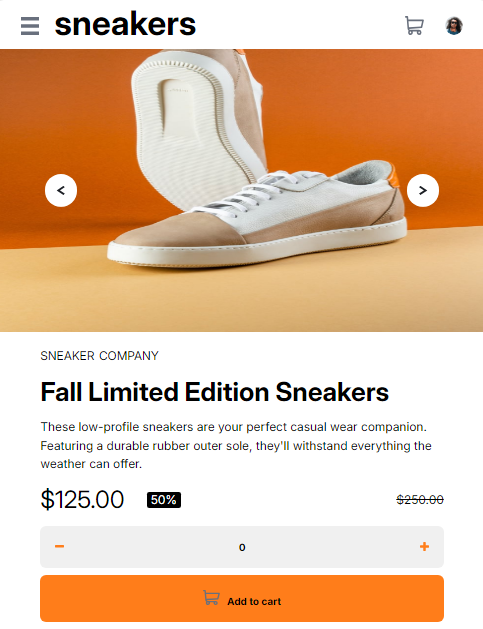 sneakers
< >
SNEAKER COMPANY
Fall Limited Edition Sneakers
These low-profile sneakers are your perfect casual wear companion.
Featuring a durable rubber outer sole, they'll withstand everything the
weather can offer.
$125.00 50% $250.00
− 0 +
Add to cart